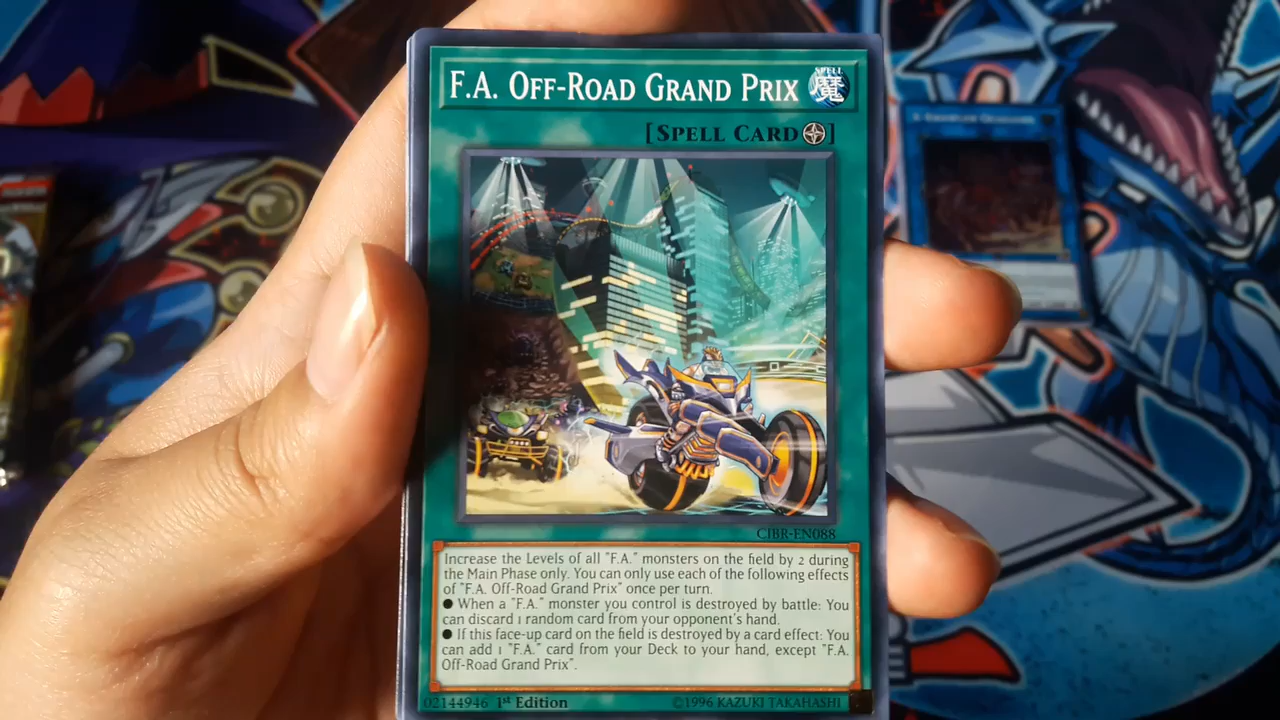 F.A. OFF-ROAD GRAND PRIX
SPELL
魔
[SPELL CARD]
CIBR-EN088
Increase the Levels of all "F.A." monsters on the field by 2 during
the Main Phase only. You can only use each of the following effects
of "F.A. Off-Road Grand Prix" once per turn.
● When a "F.A." monster you control is destroyed by battle: You
can discard 1 random card from your opponent's hand.
● If this face-up card on the field is destroyed by a card effect: You
can add 1 "F.A." card from your Deck to your hand, except "F.A.
Off-Road Grand Prix".
02144946 1st Edition ©1996 KAZUKI TAKAHASHI